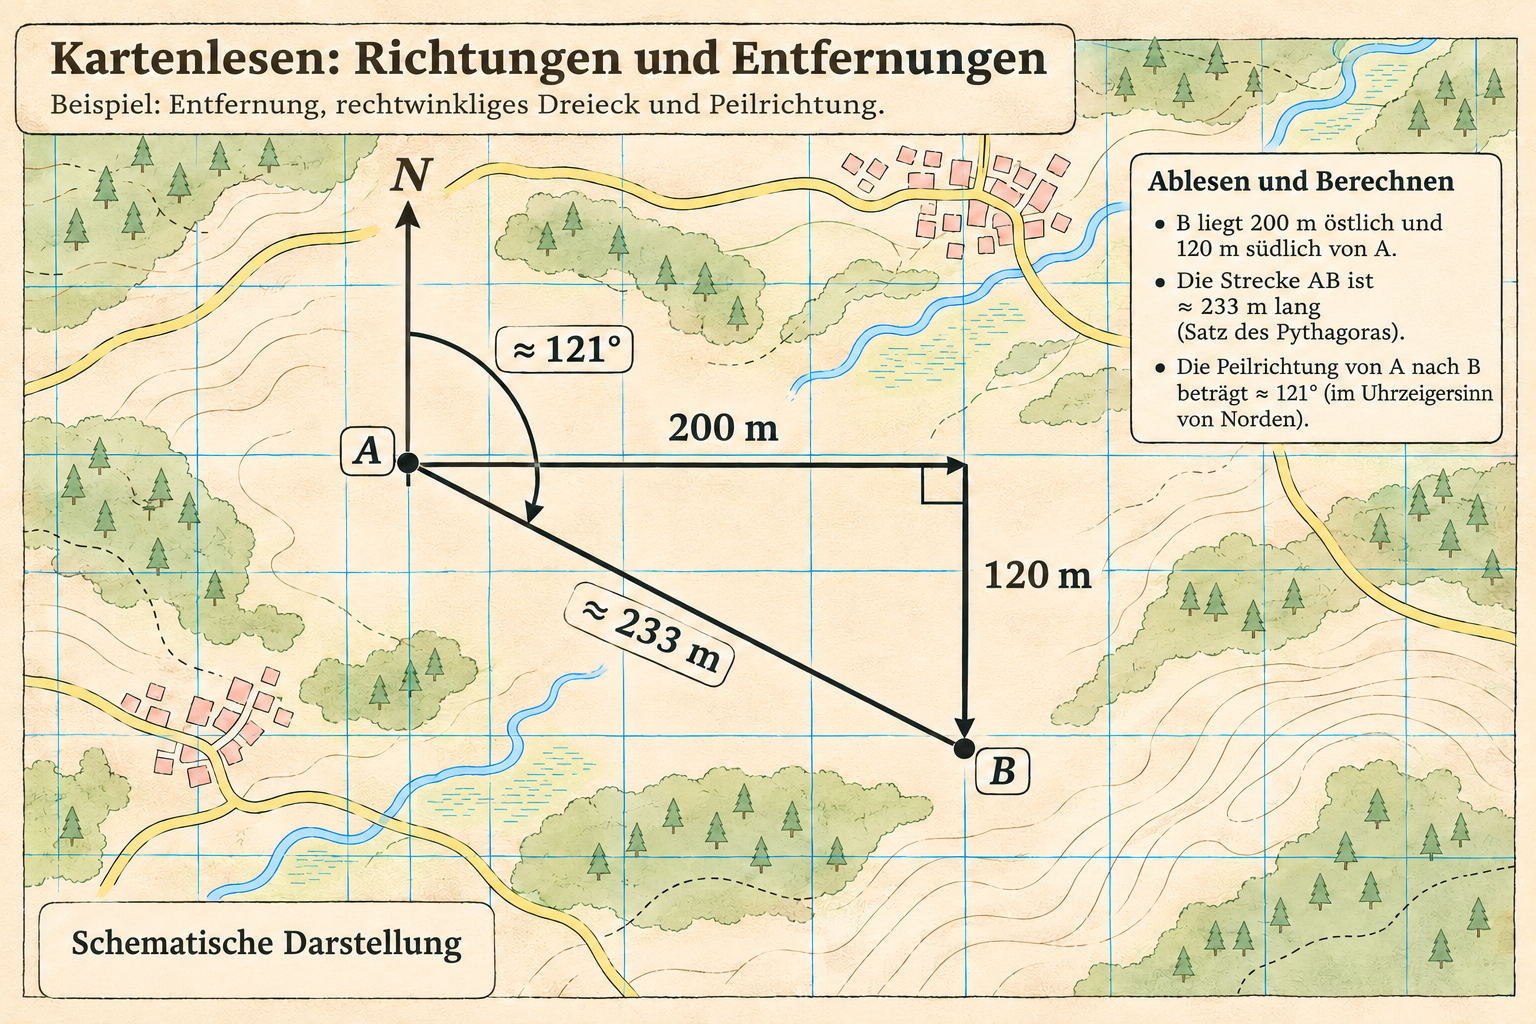 Kartenlesen: Richtungen und Entfernungen
Beispiel: Entfernung, rechtwinkliges Dreieck und Peilrichtung.
N
Ablesen und Berechnen
• B liegt 200 m östlich und
120 m südlich von A.
• Die Strecke AB ist
≈ 233 m lang
(Satz des Pythagoras).
• Die Peilrichtung von A nach B
beträgt ≈ 121° (im Uhrzeigersinn
von Norden).
≈ 121°
200 m
A
120 m
≈ 233 m
B
Schematische Darstellung